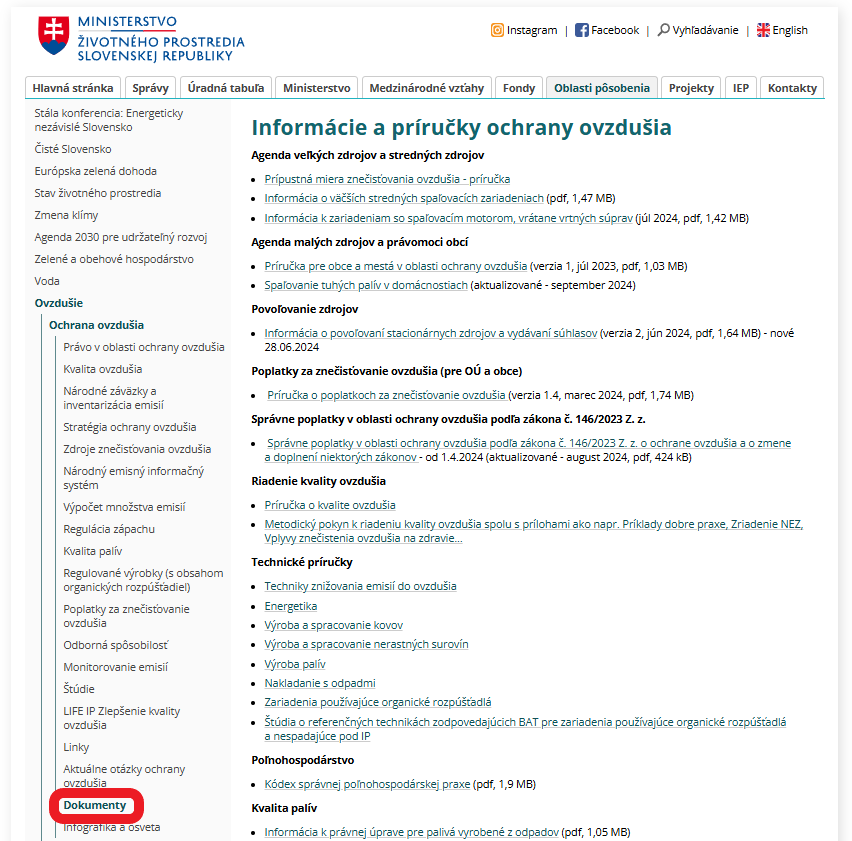 MINISTERSTVO
ŽIVOTNÉHO PROSTREDIA
SLOVENSKEJ REPUBLIKY
Instagram | Facebook | Vyhľadávanie | English
Hlavná stránka Správy Úradná tabuľa Ministerstvo Medzinárodné vzťahy Fondy Oblasti pôsobenia Projekty IEP Kontakty
Stála konferencia: Energeticky
nezávislé Slovensko
Čisté Slovensko
Európska zelená dohoda
Stav životného prostredia
Zmena klímy
Agenda 2030 pre udržateľný rozvoj
Zelené a obehové hospodárstvo
Voda
Ovzdušie
Ochrana ovzdušia
Právo v oblasti ochrany ovzdušia
Kvalita ovzdušia
Národné záväzky a
inventarizácia emisií
Stratégia ochrany ovzdušia
Zdroje znečisťovania ovzdušia
Národný emisný informačný
systém
Výpočet množstva emisií
Regulácia zápachu
Kvalita palív
Regulované výrobky (s obsahom
organických rozpúšťadiel)
Poplatky za znečisťovanie
ovzdušia
Odborná spôsobilosť
Monitorovanie emisií
Štúdie
LIFE IP Zlepšenie kvality
ovzdušia
Linky
Aktuálne otázky ochrany
ovzdušia
Dokumenty
Infografika a osveta
Informácie a príručky ochrany ovzdušia
Agenda veľkých zdrojov a stredných zdrojov
Prípustná miera znečisťovania ovzdušia - príručka
Informácia o väčších stredných spaľovacích zariadeniach (pdf, 1,47 MB)
Informácia k zariadeniam so spaľovacím motorom, vrátane vrtných súprav (júl 2024, pdf, 1,42 MB)
Agenda malých zdrojov a právomoci obcí
Príručka pre obce a mestá v oblasti ochrany ovzdušia (verzia 1, júl 2023, pdf, 1,03 MB)
Spaľovanie tuhých palív v domácnostiach (aktualizované - september 2024)
Povoľovanie zdrojov
Informácia o povoľovaní stacionárnych zdrojov a vydávaní súhlasov (verzia 2, jún 2024, pdf, 1,64 MB) - nové
28.06.2024
Poplatky za znečisťovanie ovzdušia (pre OÚ a obce)
Príručka o poplatkoch za znečisťovanie ovzdušia (verzia 1.4, marec 2024, pdf, 1,74 MB)
Správne poplatky v oblasti ochrany ovzdušia podľa zákona č. 146/2023 Z. z.
Správne poplatky v oblasti ochrany ovzdušia podľa zákona č. 146/2023 Z. z. o ochrane ovzdušia a o zmene
a doplnení niektorých zákonov - od 1.4.2024 (aktualizované - august 2024, pdf, 424 kB)
Riadenie kvality ovzdušia
Príručka o kvalite ovzdušia
Metodický pokyn k riadeniu kvality ovzdušia spolu s prílohami ako napr. Príklady dobre praxe, Zriadenie NEZ,
Vplyvy znečistenia ovzdušia na zdravie...
Technické príručky
Techniky znižovania emisií do ovzdušia
Energetika
Výroba a spracovanie kovov
Výroba a spracovanie nerastných surovín
Výroba palív
Nakladanie s odpadmi
Zariadenia používajúce organické rozpúšťadlá
Štúdia o referenčných technikách zodpovedajúcich BAT pre zariadenia používajúce organické rozpúšťadlá
a nespadajúce pod IP
Poľnohospodárstvo
Kódex správnej poľnohospodárskej praxe (pdf, 1,9 MB)
Kvalita palív
Informácia k právnej úprave pre palivá vyrobené z odpadov (pdf, 1,05 MB)